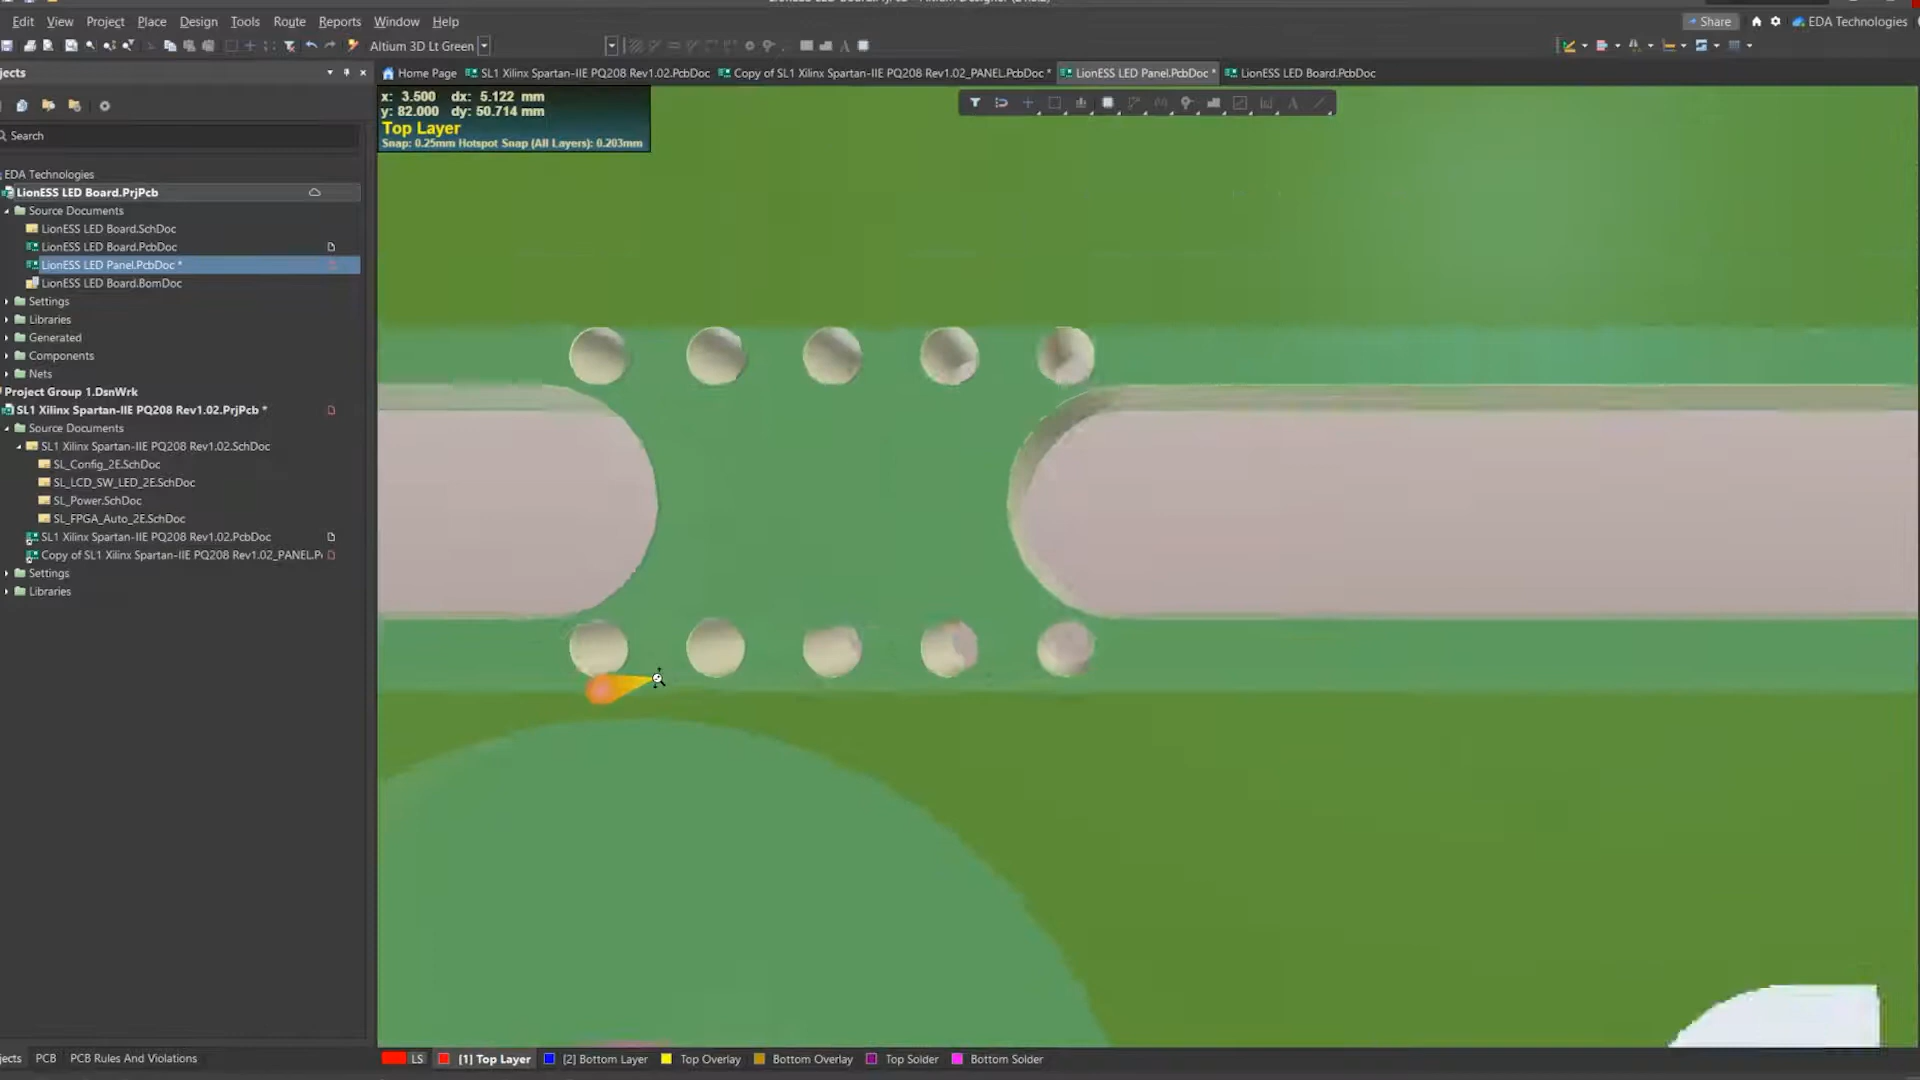 Edit View Project Place Design Tools Route Reports Window Help
Share
EDA Technologies
Altium 3D Lt Green
Home Page
SL1 Xilinx Spartan-IIE PQ208 Rev1.02.PcbDoc
Copy of SL1 Xilinx Spartan-IIE PQ208 Rev1.02_PANEL.PcbDoc *
LionESS LED Panel.PcbDoc *
LionESS LED Board.PcbDoc
jects
x: 3.500 dx: 5.122 mm
y: 82.000 dy: 50.714 mm
Top Layer
Snap: 0.25mm Hotspot Snap (All Layers): 0.203mm
Search
EDA Technologies
LionESS LED Board.PrjPcb
Source Documents
LionESS LED Board.SchDoc
LionESS LED Board.PcbDoc
LionESS LED Panel.PcbDoc *
LionESS LED Board.BomDoc
Settings
Libraries
Generated
Components
Nets
Project Group 1.DsnWrk
SL1 Xilinx Spartan-IIE PQ208 Rev1.02.PrjPcb *
Source Documents
SL1 Xilinx Spartan-IIE PQ208 Rev1.02.SchDoc
SL_Config_2E.SchDoc
SL_LCD_SW_LED_2E.SchDoc
SL_Power.SchDoc
SL_FPGA_Auto_2E.SchDoc
SL1 Xilinx Spartan-IIE PQ208 Rev1.02.PcbDoc
Copy of SL1 Xilinx Spartan-IIE PQ208 Rev1.02_PANEL.P
Settings
Libraries
jects PCB PCB Rules And Violations
LS [1] Top Layer [2] Bottom Layer Top Overlay Bottom Overlay Top Solder Bottom Solder